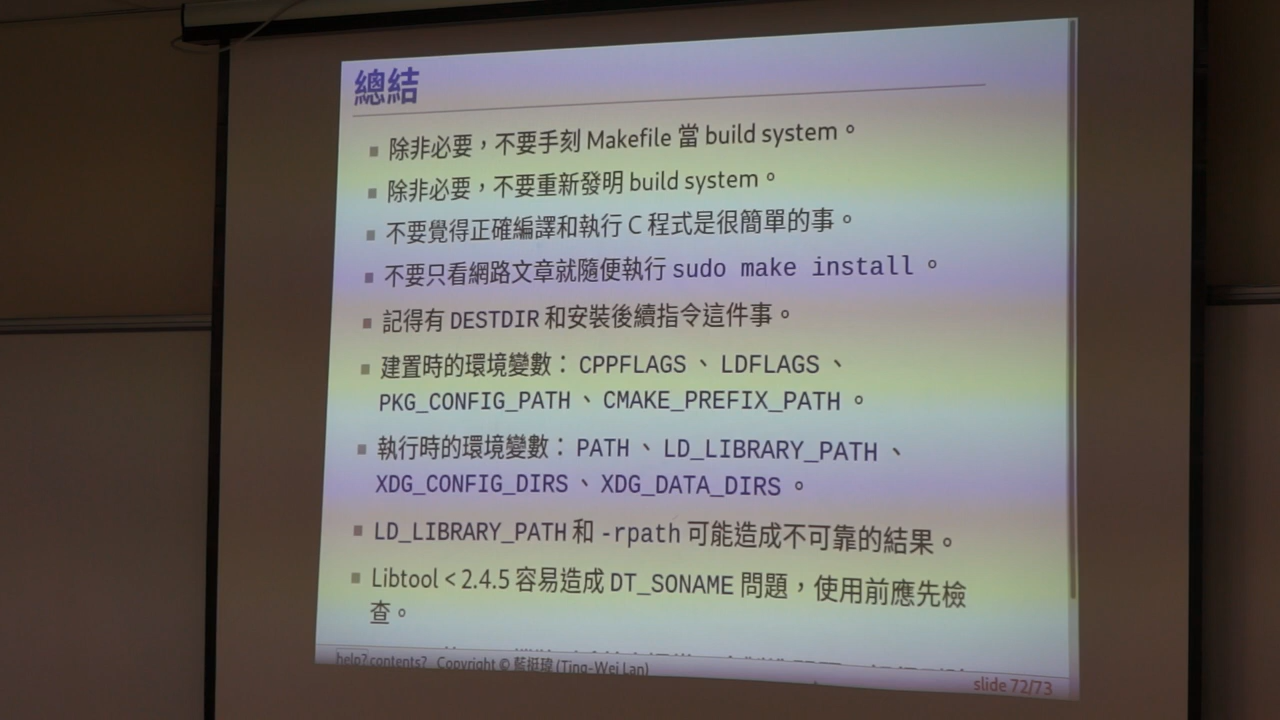 總結
除非必要，不要手刻 Makefile 當 build system。
除非必要，不要重新發明 build system。
不要覺得正確編譯和執行 C 程式是很簡單的事。
不要只看網路文章就隨便執行 sudo make install 。
記得有 DESTDIR 和安裝後續指令這件事。
建置時的環境變數： CPPFLAGS 、 LDFLAGS 、
PKG_CONFIG_PATH 、 CMAKE_PREFIX_PATH 。
執行時的環境變數： PATH 、 LD_LIBRARY_PATH 、
XDG_CONFIG_DIRS 、 XDG_DATA_DIRS 。
LD_LIBRARY_PATH 和 -rpath 可能造成不可靠的結果。
Libtool < 2.4.5 容易造成 DT_SONAME 問題，使用前應先檢
查。
help? contents? Copyright © 藍挺瑋 (Ting-Wei Lan)
slide 72/73